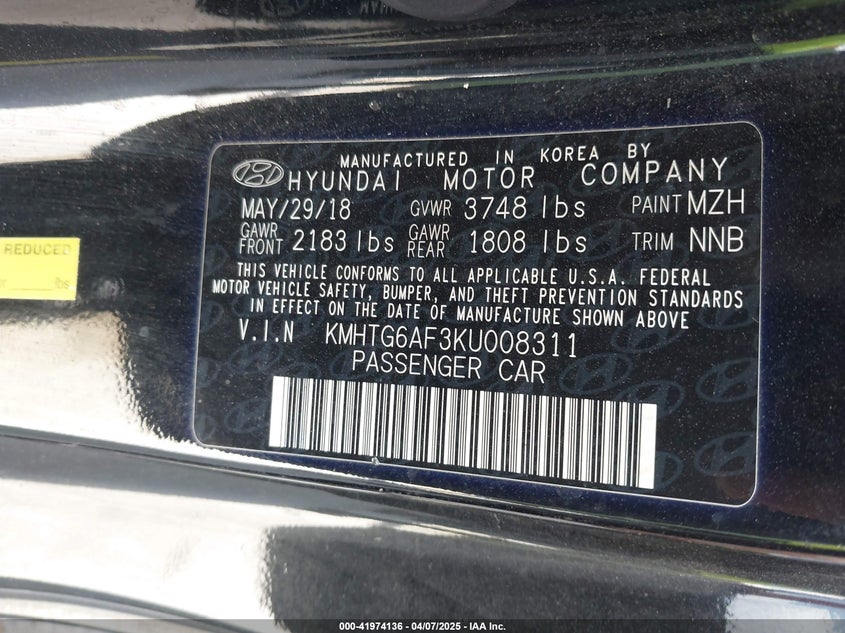 MANUFACTURED IN KOREA BY
HYUNDAI MOTOR COMPANY
MAY/29/18 GVWR 3748 lbs PAINT MZH
GAWR FRONT 2183 lbs GAWR REAR 1808 lbs TRIM NNB
THIS VEHICLE CONFORMS TO ALL APPLICABLE U.S.A. FEDERAL
MOTOR VEHICLE SAFETY, BUMPER, AND THEFT PREVENTION STANDARDS
IN EFFECT ON THE DATE OF MANUFACTURE SHOWN ABOVE
V.I.N KMHTG6AF3KU008311
PASSENGER CAR
REDUCED
lbs
000-41974136 - 04/07/2025 - IAA Inc.